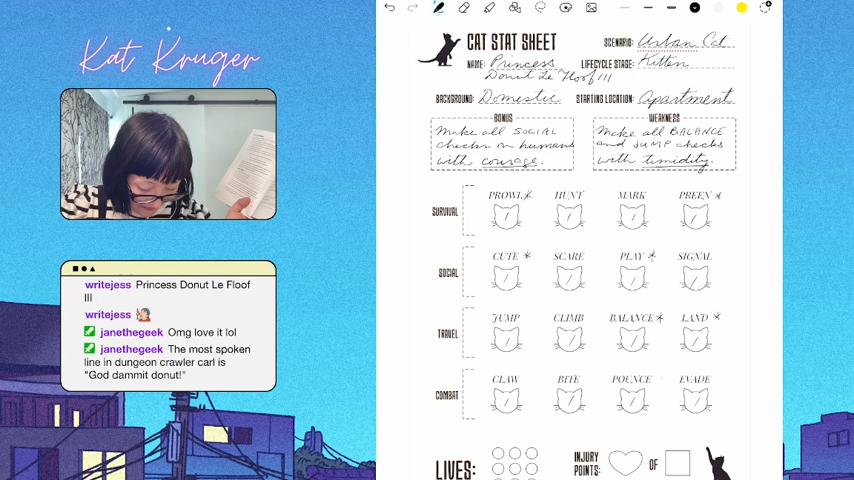 Kat Kruger
writejess Princess Donut Le Floof
III
writejess
janethegeek Omg love it lol
janethegeek The most spoken
line in dungeon crawler carl is
"God dammit donut!"
CAT STAT SHEET
SCENARIO: Urban Cat
NAME: Princess
Donut Le Floof III
LIFECYCLE STAGE: Kitten
BACKGROUND: Domestic
STARTING LOCATION: Apartment
BONUS
Make all SOCIAL
checks on humans
with courage.
WEAKNESS
Make all BALANCE
and JUMP checks
with timidity.
SURVIVAL
PROWL* HUNT MARK PREEN*
/ / / /
SOCIAL
CUTE* SCARE PLAY* SIGNAL
/ / / /
TRAVEL
JUMP CLIMB BALANCE* LAND*
/ / / /
COMBAT
CLAW BITE POUNCE EVADE
/ / / /
LIVES:
INJURY
POINTS: OF